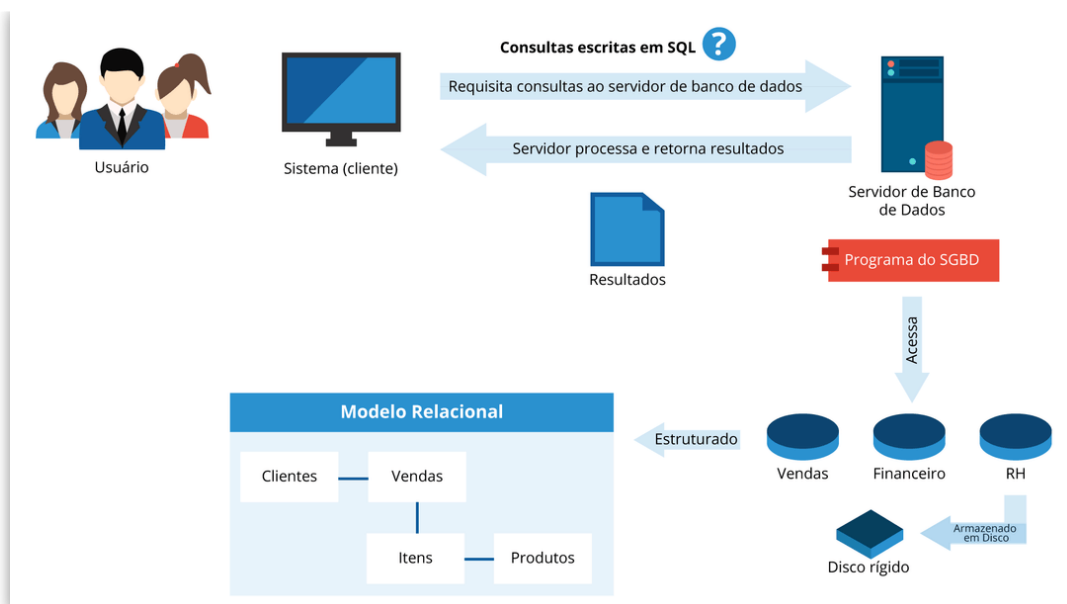 Consultas escritas em SQL ?
Requisita consultas ao servidor de banco de dados
Servidor processa e retorna resultados
Usuário
Sistema (cliente)
Servidor de Banco
de Dados
Resultados
Programa do SGBD
Acessa
Modelo Relacional
Estruturado
Clientes
Vendas
Itens
Produtos
Vendas
Financeiro
RH
Armazenado
em Disco
Disco rígido